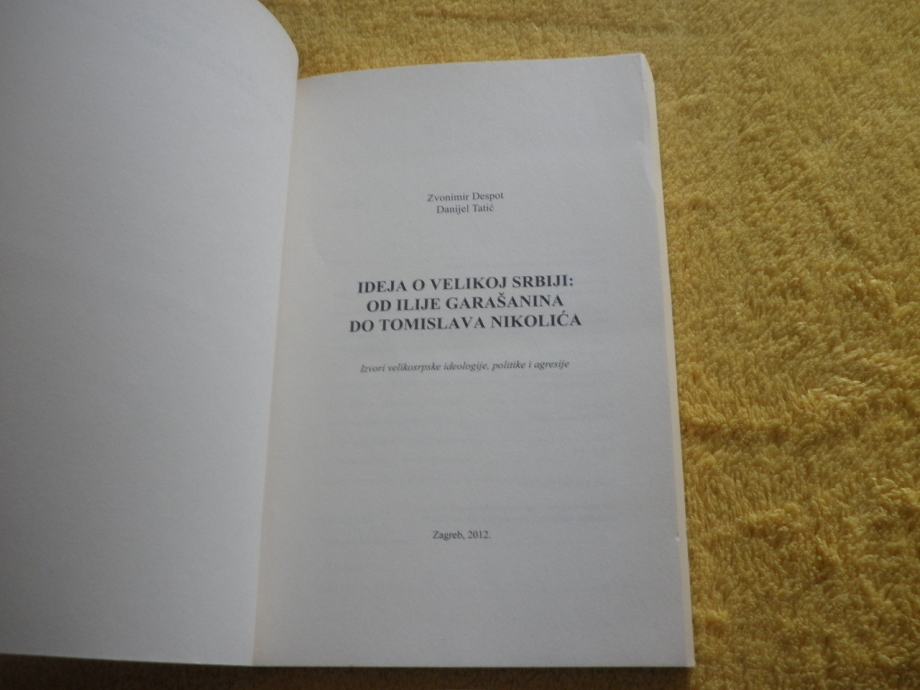 Zvonimir Despot
Danijel Tatić
IDEJA O VELIKOJ SRBIJI:
OD ILIJE GARAŠANINA
DO TOMISLAVA NIKOLIĆA
Izvori velikosrpske ideologije, politike i agresije
Zagreb, 2012.